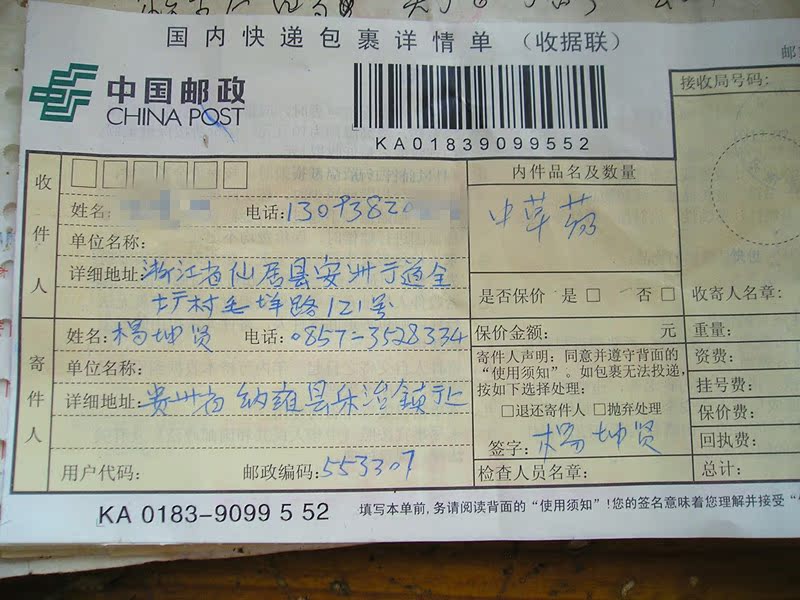 国内快递包裹详情单（收据联）
中国邮政
CHINA POST
KA01839099552
接收局号码:
收件人
姓名: 电话:1309382
单位名称:
详细地址:浙江省仙居县安洲街道全
村毛垟路121号
内件品名及数量
中草药
是否保价 是□ 否□
收寄人名章:
寄件人
姓名:杨坤贤 电话:0857-3528334
单位名称:
详细地址:贵州省纳雍县乐治镇
用户代码: 邮政编码:553307
保价金额: 元
寄件人声明：同意并遵守背面的
“使用须知”。如包裹无法投递，
按如下选择处理:
□退还寄件人 □抛弃处理
签字:杨坤贤
检查人员名章:
重量:
资费:
挂号费:
保价费:
回执费:
总计:
KA 0183-9099 5 52
填写本单前,务请阅读背面的“使用须知”!您的签名意味着您理解并接受“